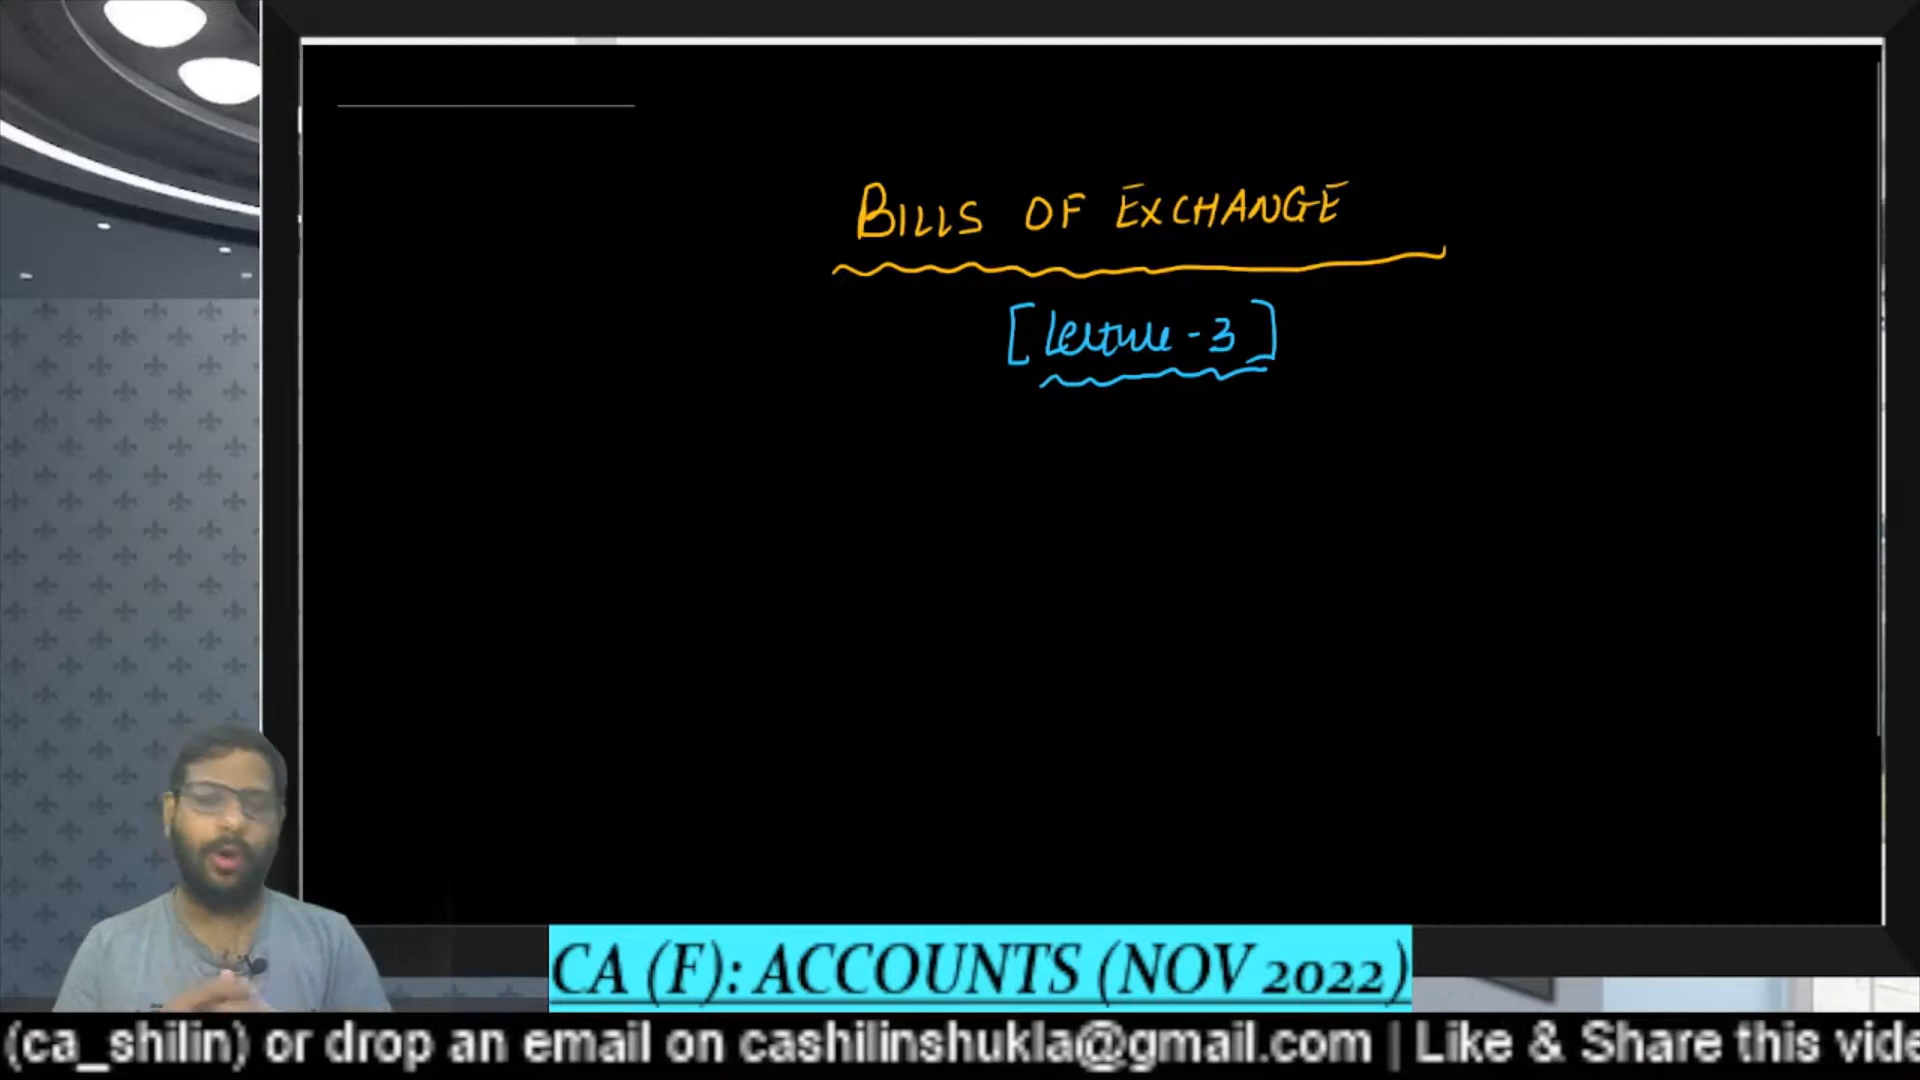 BILLS OF EXCHANGE
[Lecture-3]
CA (F): ACCOUNTS (NOV 2022)
(ca_shilin) or drop an email on cashilinshukla@gmail.com | Like & Share this vide